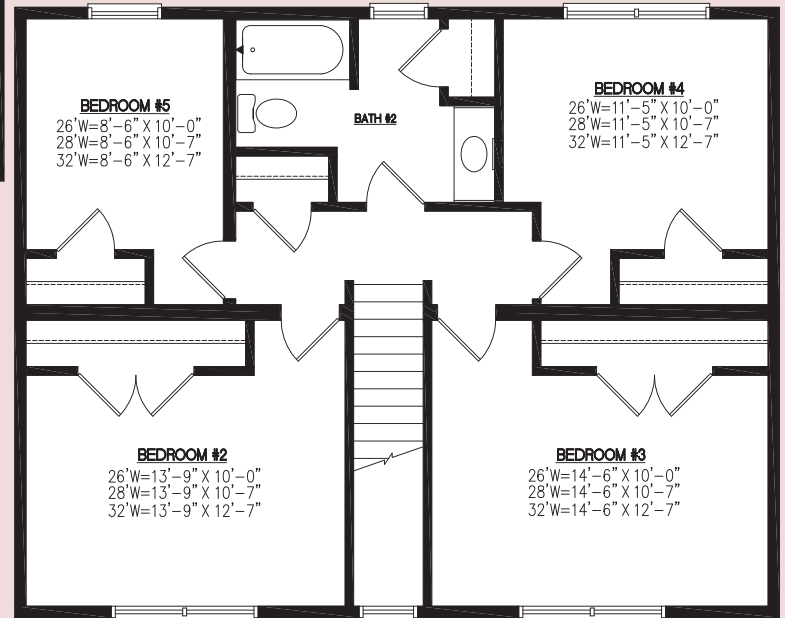 BEDROOM #5
26'W=8'-6" X 10'-0"
28'W=8'-6" X 10'-7"
32'W=8'-6" X 12'-7"
BATH #2
BEDROOM #4
26'W=11'-5" X 10'-0"
28'W=11'-5" X 10'-7"
32'W=11'-5" X 12'-7"
BEDROOM #2
26'W=13'-9" X 10'-0"
28'W=13'-9" X 10'-7"
32'W=13'-9" X 12'-7"
BEDROOM #3
26'W=14'-6" X 10'-0"
28'W=14'-6" X 10'-7"
32'W=14'-6" X 12'-7"